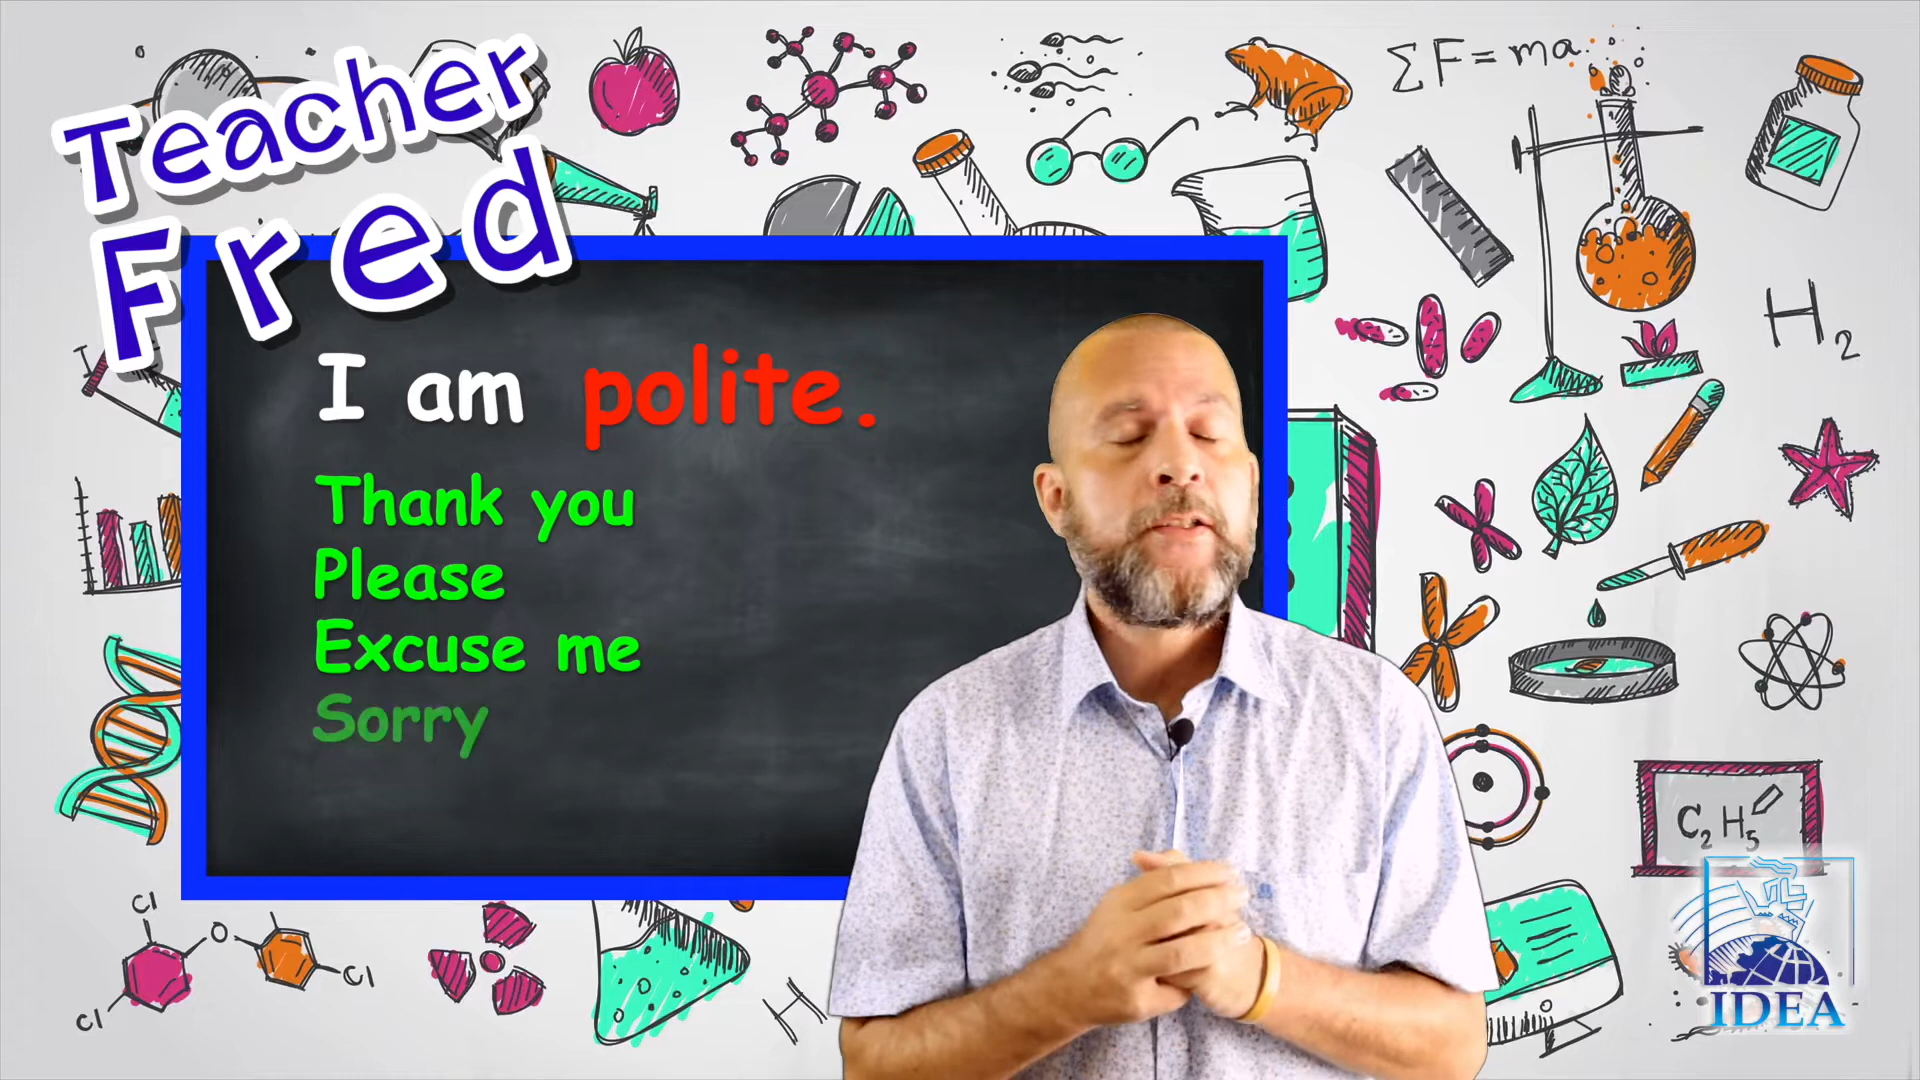 Teacher
Fred
ΣF=ma
H₂
I am polite.
Thank you
Please
Excuse me
Sorry
C₂H₅
Cl
O
Cl
Cl
H
IDEA